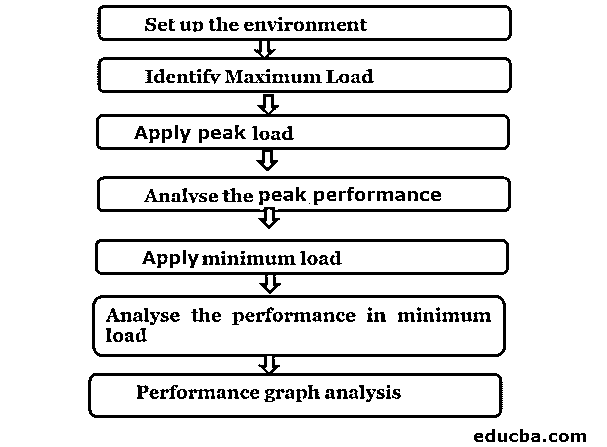 Set up the environment
Identify Maximum Load
Apply peak load
Analyse the peak performance
Apply minimum load
Analyse the performance in minimum
load
Performance graph analysis
educba.com